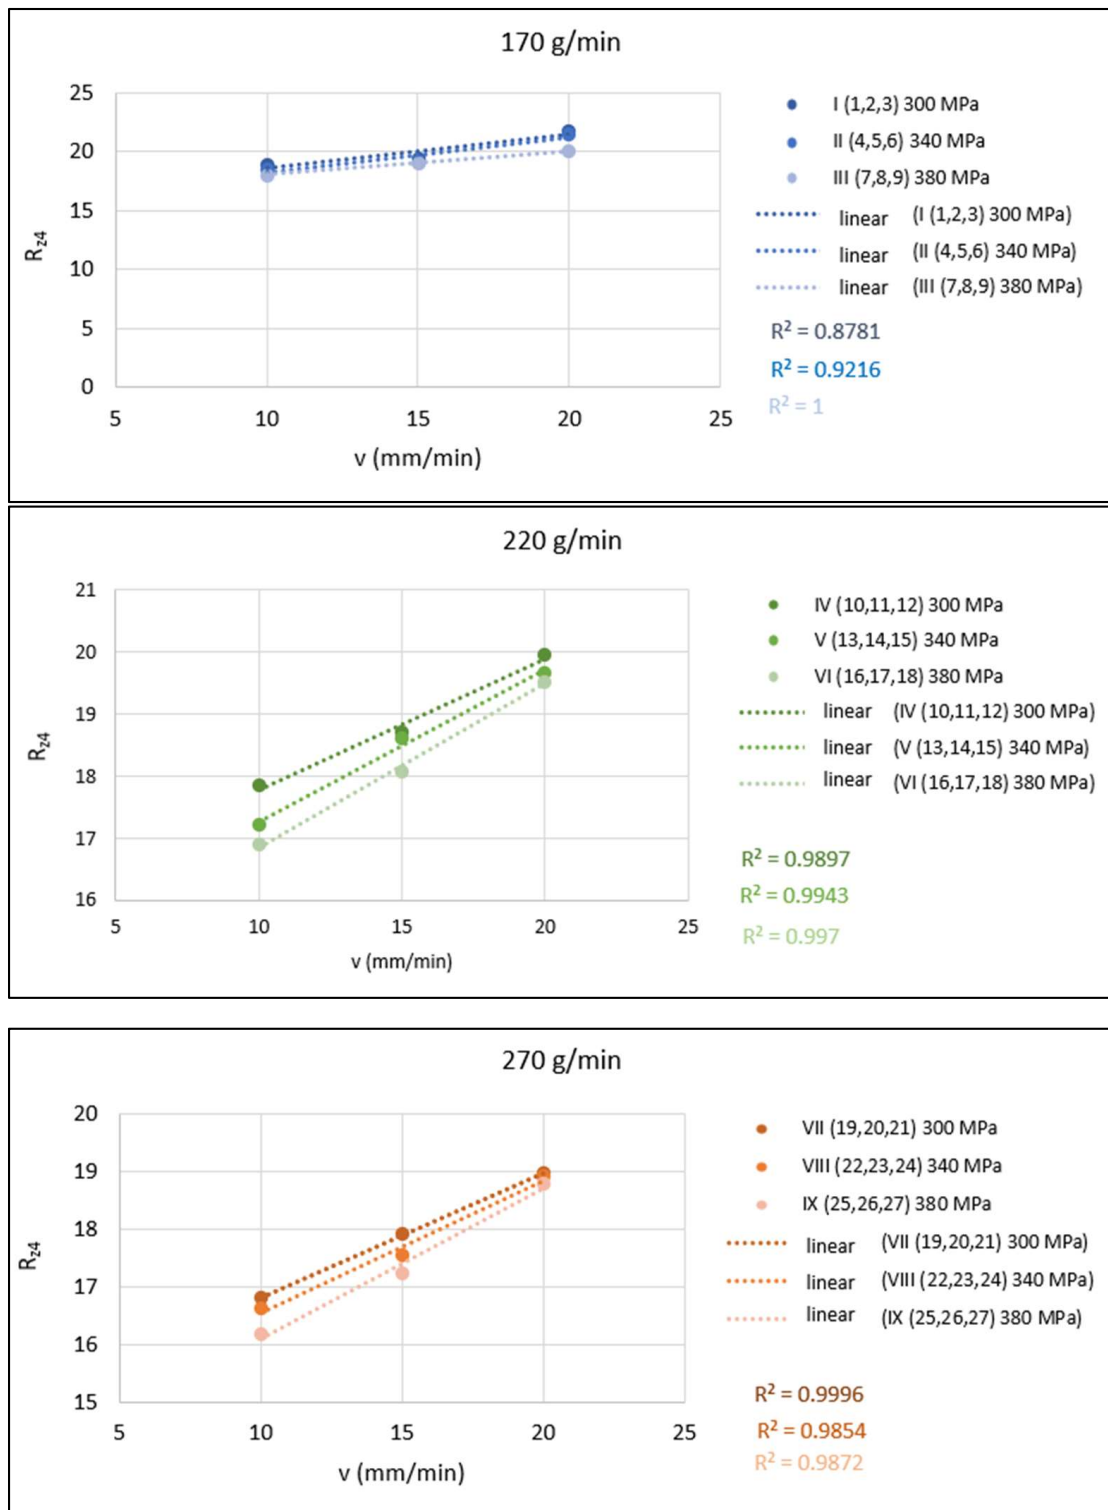 170 g/min
25
20
15
10
5
0
R_z4
5 10 15 20 25
v (mm/min)
I (1,2,3) 300 MPa
II (4,5,6) 340 MPa
III (7,8,9) 380 MPa
linear (I (1,2,3) 300 MPa)
linear (II (4,5,6) 340 MPa)
linear (III (7,8,9) 380 MPa)
R² = 0.8781
R² = 0.9216
R² = 1
220 g/min
21
20
19
18
17
16
R_z4
5 10 15 20 25
v (mm/min)
IV (10,11,12) 300 MPa
V (13,14,15) 340 MPa
VI (16,17,18) 380 MPa
linear (IV (10,11,12) 300 MPa)
linear (V (13,14,15) 340 MPa)
linear (VI (16,17,18) 380 MPa)
R² = 0.9897
R² = 0.9943
R² = 0.997
270 g/min
20
19
18
17
16
15
R_z4
5 10 15 20 25
v (mm/min)
VII (19,20,21) 300 MPa
VIII (22,23,24) 340 MPa
IX (25,26,27) 380 MPa
linear (VII (19,20,21) 300 MPa)
linear (VIII (22,23,24) 340 MPa)
linear (IX (25,26,27) 380 MPa)
R² = 0.9996
R² = 0.9854
R² = 0.9872